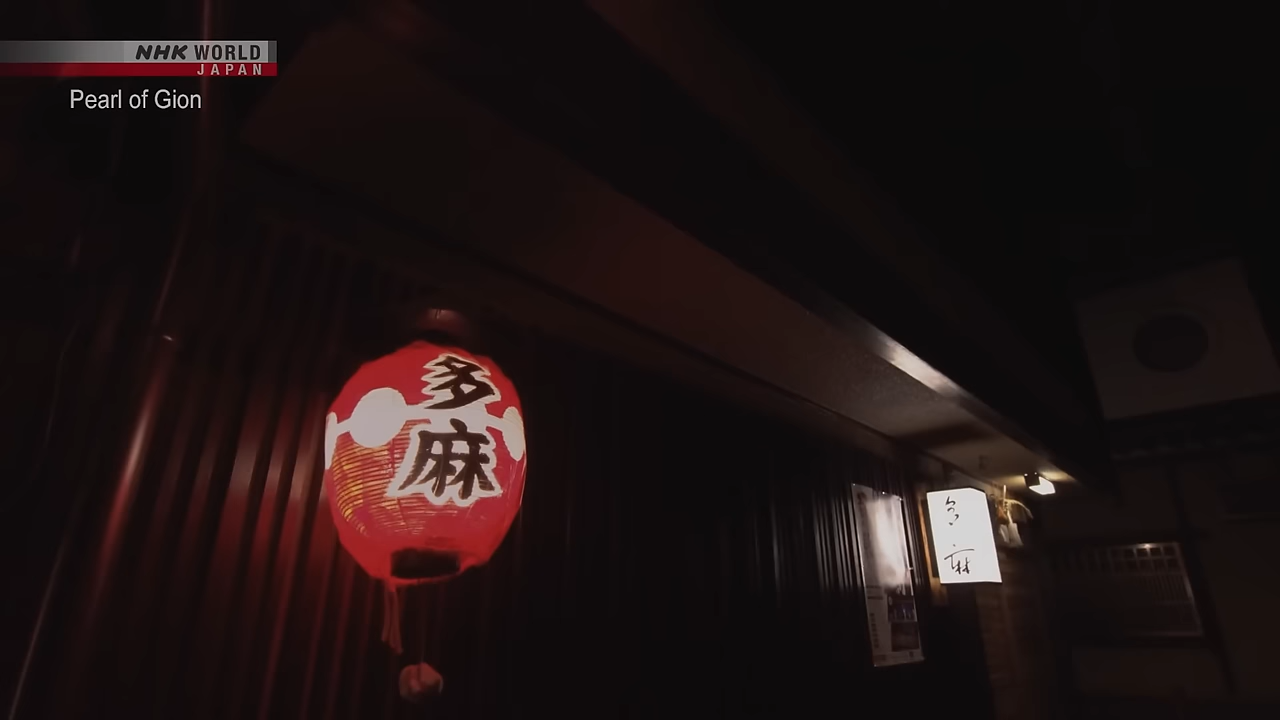 NHK WORLD
JAPAN
Pearl of Gion
多
麻
多
麻